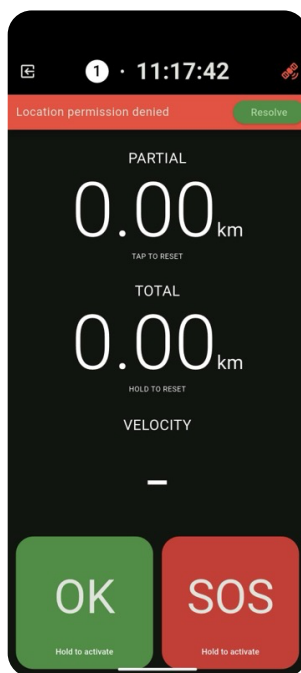 1 · 11:17:42
Location permission denied Resolve
PARTIAL
0.00 km
TAP TO RESET
TOTAL
0.00 km
HOLD TO RESET
VELOCITY
–
OK SOS
Hold to activate Hold to activate